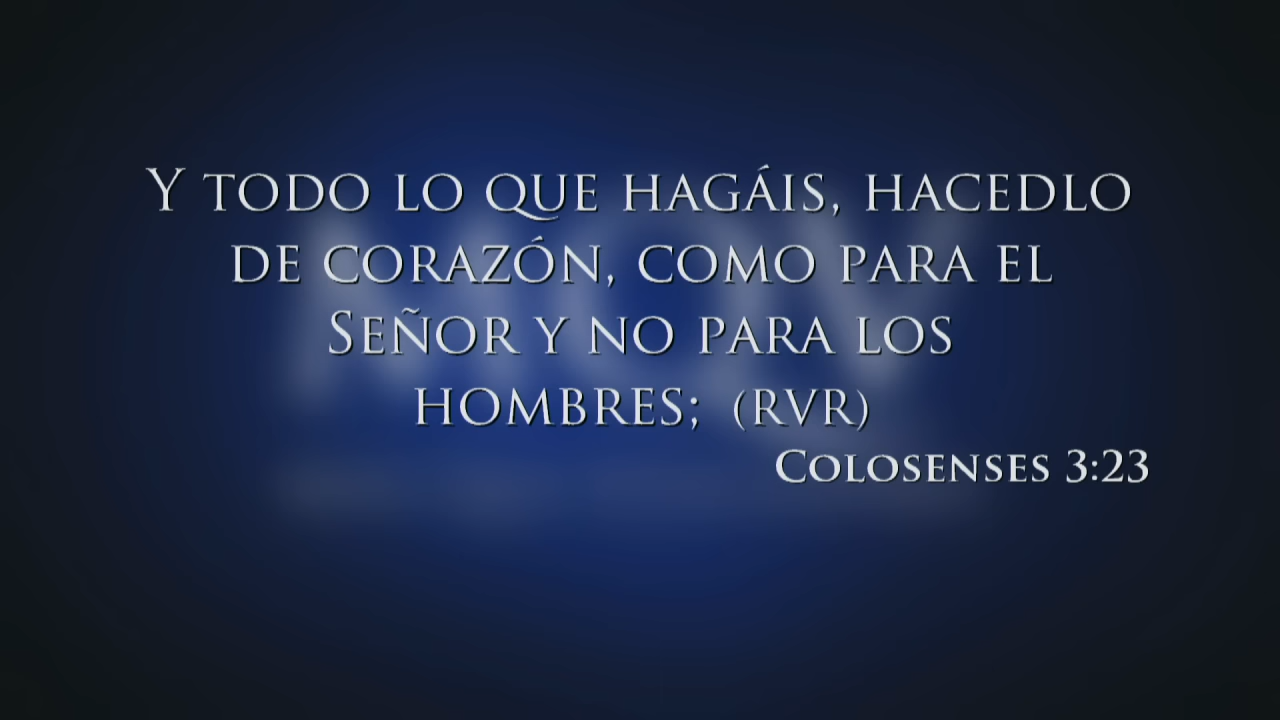 Y TODO LO QUE HAGÁIS, HACEDLO
DE CORAZÓN, COMO PARA EL
SEÑOR Y NO PARA LOS
HOMBRES; (RVR)
COLOSENSES 3:23